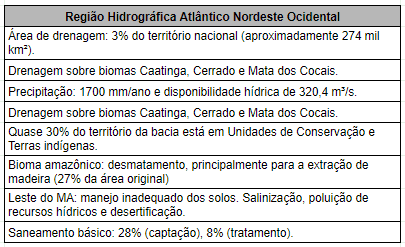 Região Hidrográfica Atlântico Nordeste Ocidental
Área de drenagem: 3% do território nacional (aproximadamente 274 mil
km²).
Drenagem sobre biomas Caatinga, Cerrado e Mata dos Cocais.
Precipitação: 1700 mm/ano e disponibilidade hídrica de 320,4 m³/s.
Drenagem sobre biomas Caatinga, Cerrado e Mata dos Cocais.
Quase 30% do território da bacia está em Unidades de Conservação e
Terras indígenas.
Bioma amazônico: desmatamento, principalmente para a extração de
madeira (27% da área original)
Leste do MA: manejo inadequado dos solos. Salinização, poluição de
recursos hídricos e desertificação.
Saneamento básico: 28% (captação), 8% (tratamento).